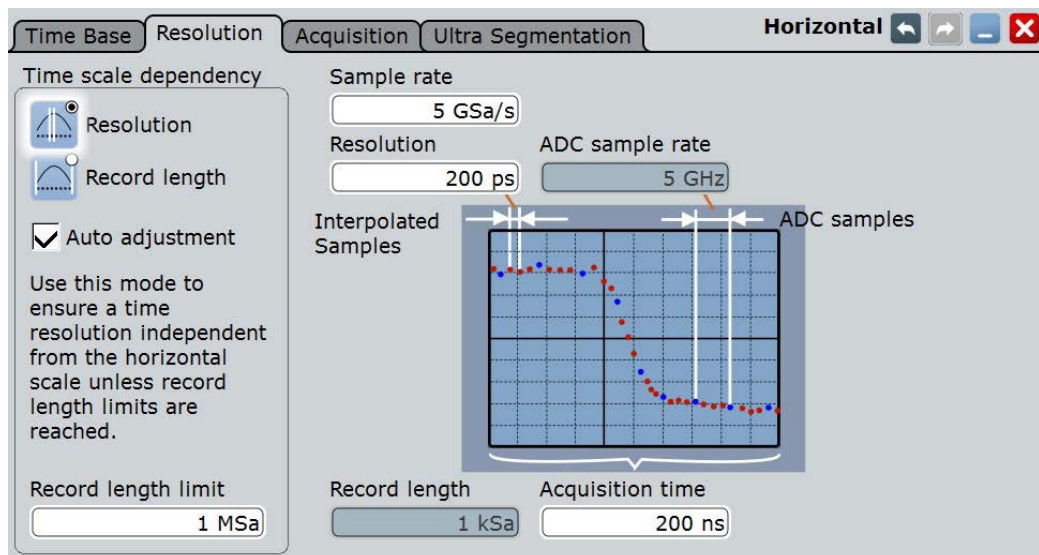 Time Base
Resolution
Acquisition
Ultra Segmentation
Horizontal
Time scale dependency
Resolution
Record length
Auto adjustment
Use this mode to
ensure a time
resolution independent
from the horizontal
scale unless record
length limits are
reached.
Record length limit
1 MSa
Sample rate
5 GSa/s
Resolution
200 ps
ADC sample rate
5 GHz
Interpolated
Samples
ADC samples
Record length
1 kSa
Acquisition time
200 ns